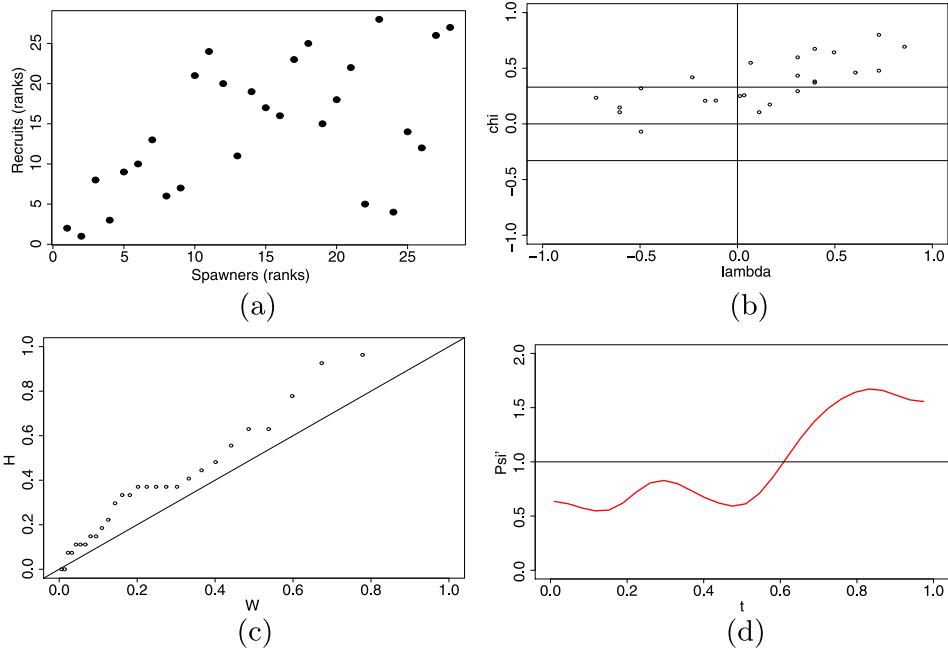 Recruits (ranks)
0 5 10 15 20 25
0 5 10 15 20 25
Spawners (ranks)
(a)
chi
−1.0 −0.5 0.0 0.5 1.0
−1.0 −0.5 0.0 0.5 1.0
lambda
(b)
H
0.0 0.2 0.4 0.6 0.8 1.0
0.0 0.2 0.4 0.6 0.8 1.0
W
(c)
Psi'
0.0 0.5 1.0 1.5 2.0
0.0 0.2 0.4 0.6 0.8 1.0
t
(d)